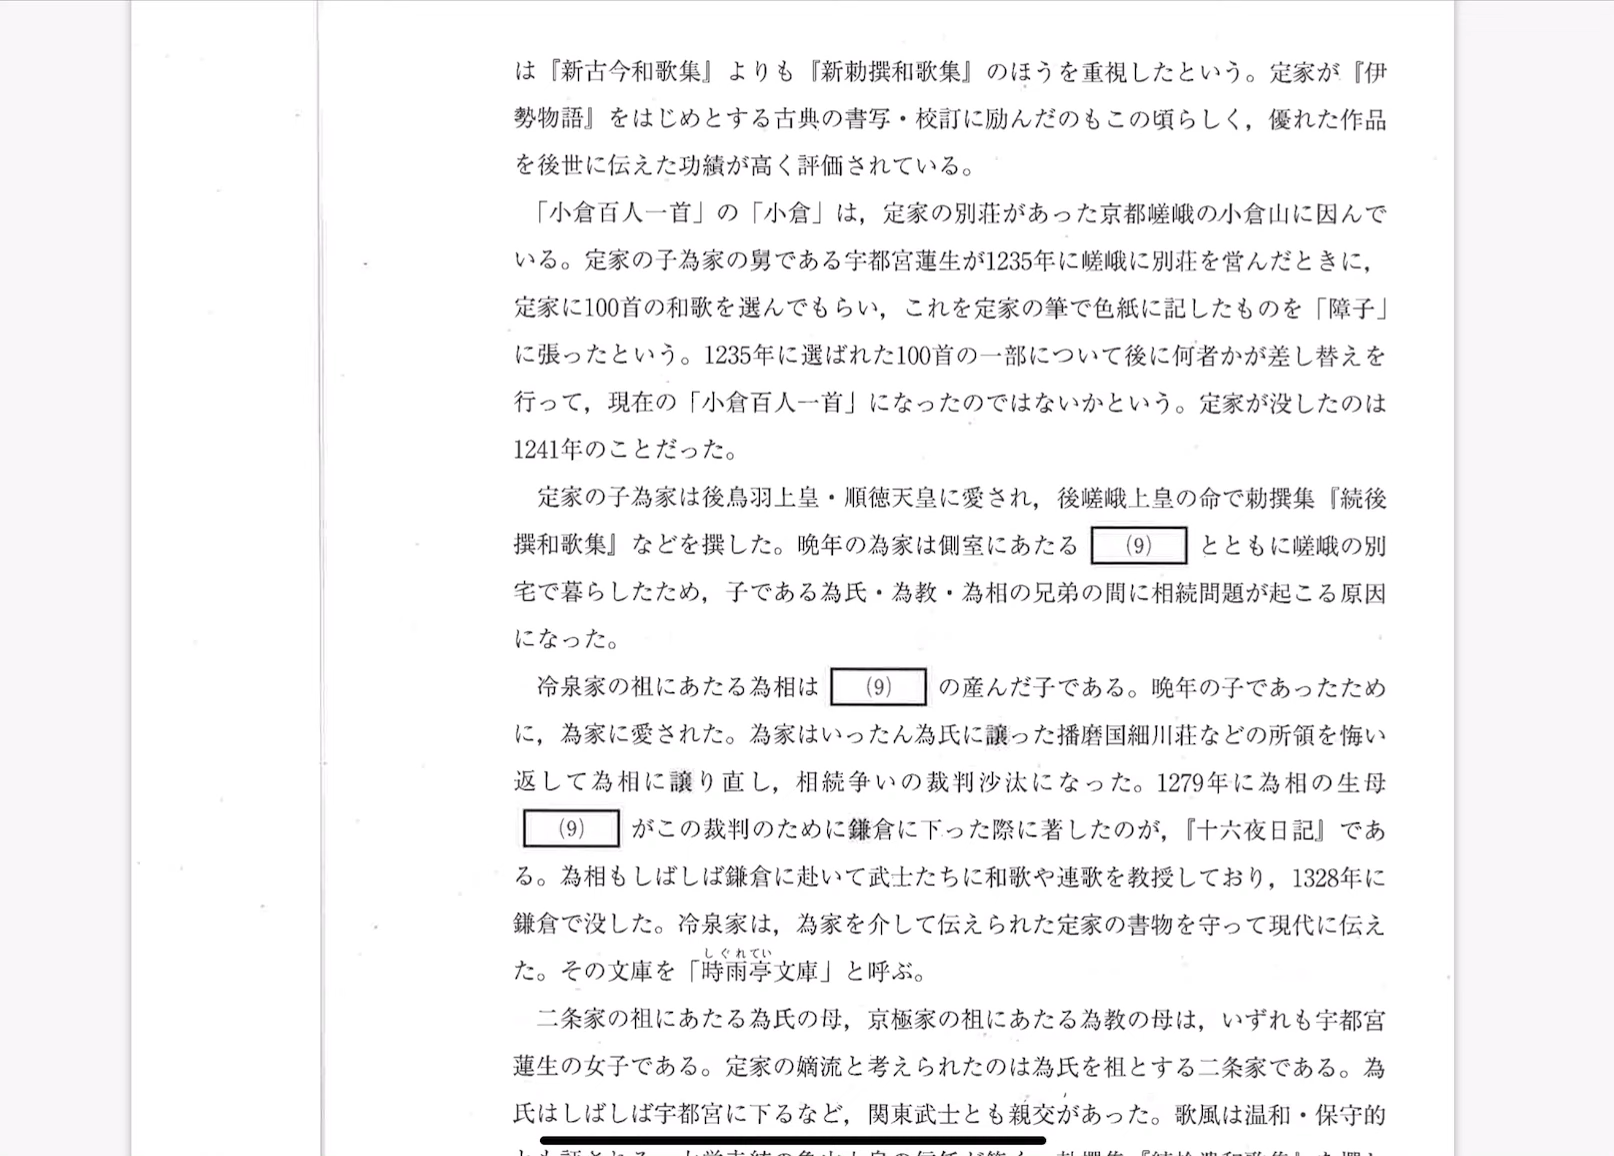 は『新古今和歌集』よりも『新勅撰和歌集』のほうを重視したという。定家が『伊
勢物語』をはじめとする古典の書写・校訂に励んだのもこの頃らしく，優れた作品
を後世に伝えた功績が高く評価されている。
「小倉百人一首」の「小倉」は，定家の別荘があった京都嵯峨の小倉山に因んで
いる。定家の子為家の舅である宇都宮蓮生が1235年に嵯峨に別荘を営んだときに，
定家に100首の和歌を選んでもらい，これを定家の筆で色紙に記したものを「障子」
に張ったという。1235年に選ばれた100首の一部について後に何者かが差し替えを
行って，現在の「小倉百人一首」になったのではないかという。定家が没したのは
1241年のことだった。
定家の子為家は後鳥羽上皇・順徳天皇に愛され，後嵯峨上皇の命で勅撰集『続後
撰和歌集』などを撰した。晩年の為家は側室にあたる (9) とともに嵯峨の別
宅で暮らしたため，子である為氏・為教・為相の兄弟の間に相続問題が起こる原因
になった。
冷泉家の祖にあたる為相は (9) の産んだ子である。晩年の子であったため
に，為家に愛された。為家はいったん為氏に譲った播磨国細川荘などの所領を悔い
返して為相に譲り直し，相続争いの裁判沙汰になった。1279年に為相の生母
(9) がこの裁判のために鎌倉に下った際に著したのが，『十六夜日記』であ
る。為相もしばしば鎌倉に赴いて武士たちに和歌や連歌を教授しており，1328年に
鎌倉で没した。冷泉家は，為家を介して伝えられた定家の書物を守って現代に伝え
しぐれてい
た。その文庫を「時雨亭文庫」と呼ぶ。
二条家の祖にあたる為氏の母，京極家の祖にあたる為教の母は，いずれも宇都宮
蓮生の女子である。定家の嫡流と考えられたのは為氏を祖とする二条家である。為
氏はしばしば宇都宮に下るなど，関東武士とも親交があった。歌風は温和・保守的